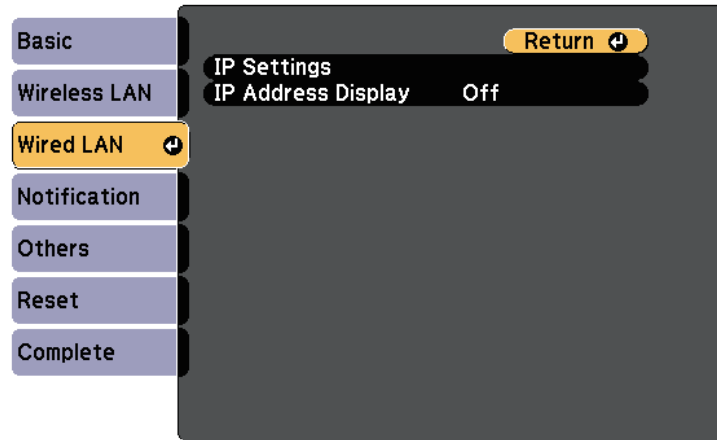 Basic
Wireless LAN
Wired LAN
Notification
Others
Reset
Complete
Return
IP Settings
IP Address Display Off